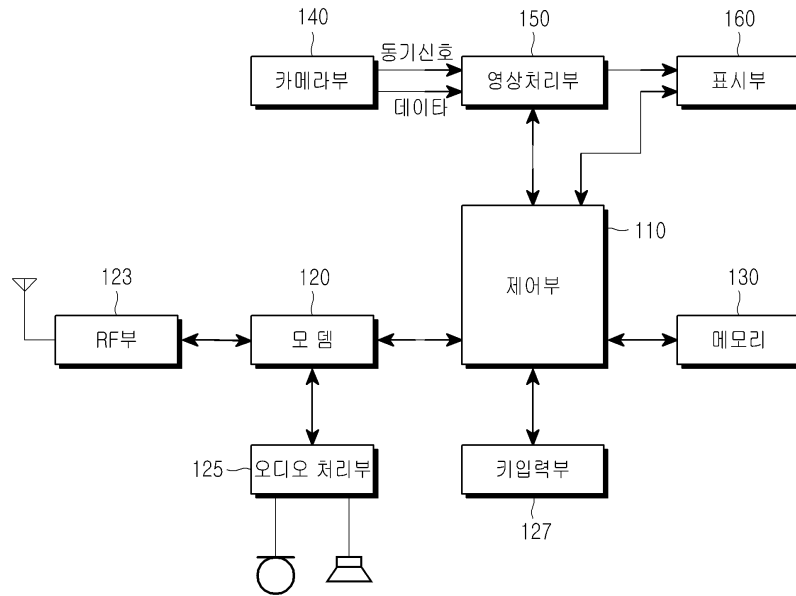 140
150
160
동기신호
카메라부
영상처리부
표시부
데이타
110
제어부
123
120
130
RF부
모 뎀
메모리
125
오디오 처리부
키입력부
127